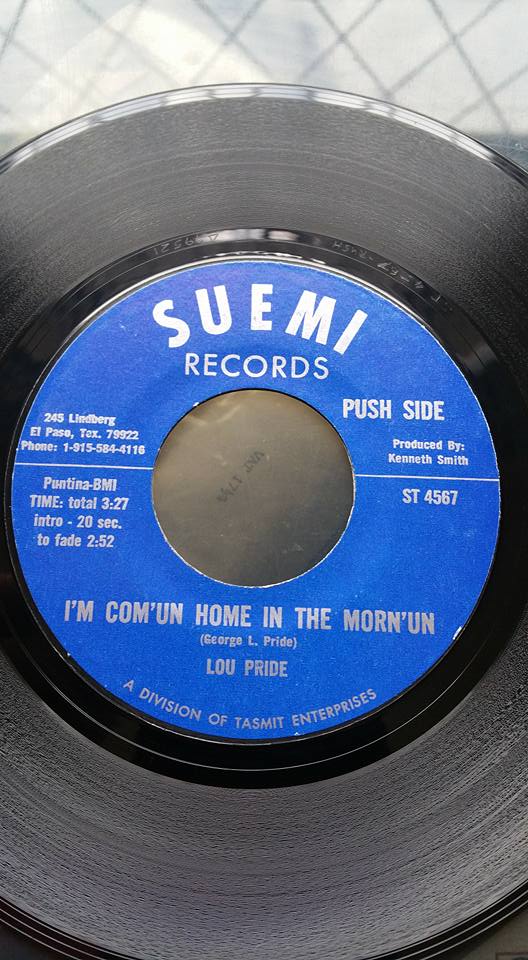 SUEMI
RECORDS
PUSH SIDE
245 Lindberg
El Paso, Tex. 79922
Phone: 1-915-584-4116
Produced By:
Kenneth Smith
Puntina-BMI
TIME: total 3:27
intro - 20 sec.
to fade 2:52
ST 4567
I'M COM'UN HOME IN THE MORN'UN
(George L. Pride)
LOU PRIDE
A DIVISION OF TASMIT ENTERPRISES